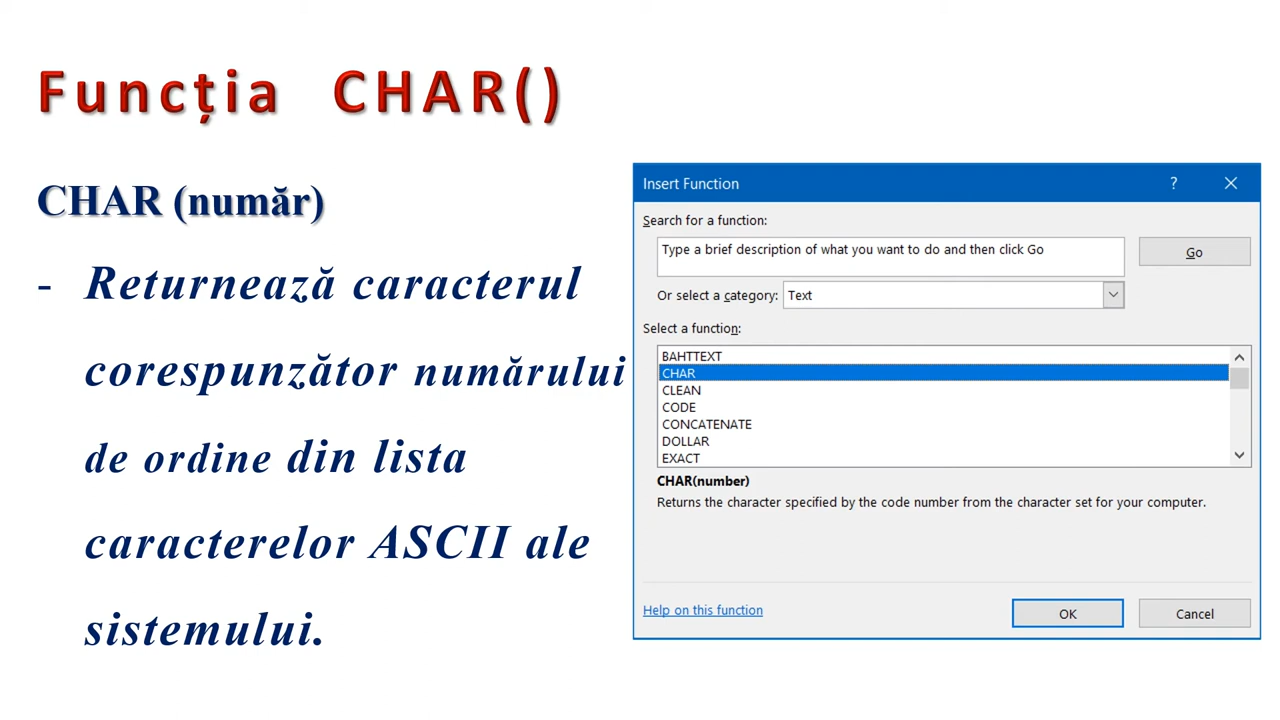 Funcția CHAR()
CHAR (număr)
- Returnează caracterul
corespunzător numărului
de ordine din lista
caracterelor ASCII ale
sistemului.
Insert Function
?
Search for a function:
Type a brief description of what you want to do and then click Go
Go
Or select a category: Text
Select a function:
BAHTTEXT
CHAR
CLEAN
CODE
CONCATENATE
DOLLAR
EXACT
CHAR(number)
Returns the character specified by the code number from the character set for your computer.
Help on this function
OK
Cancel